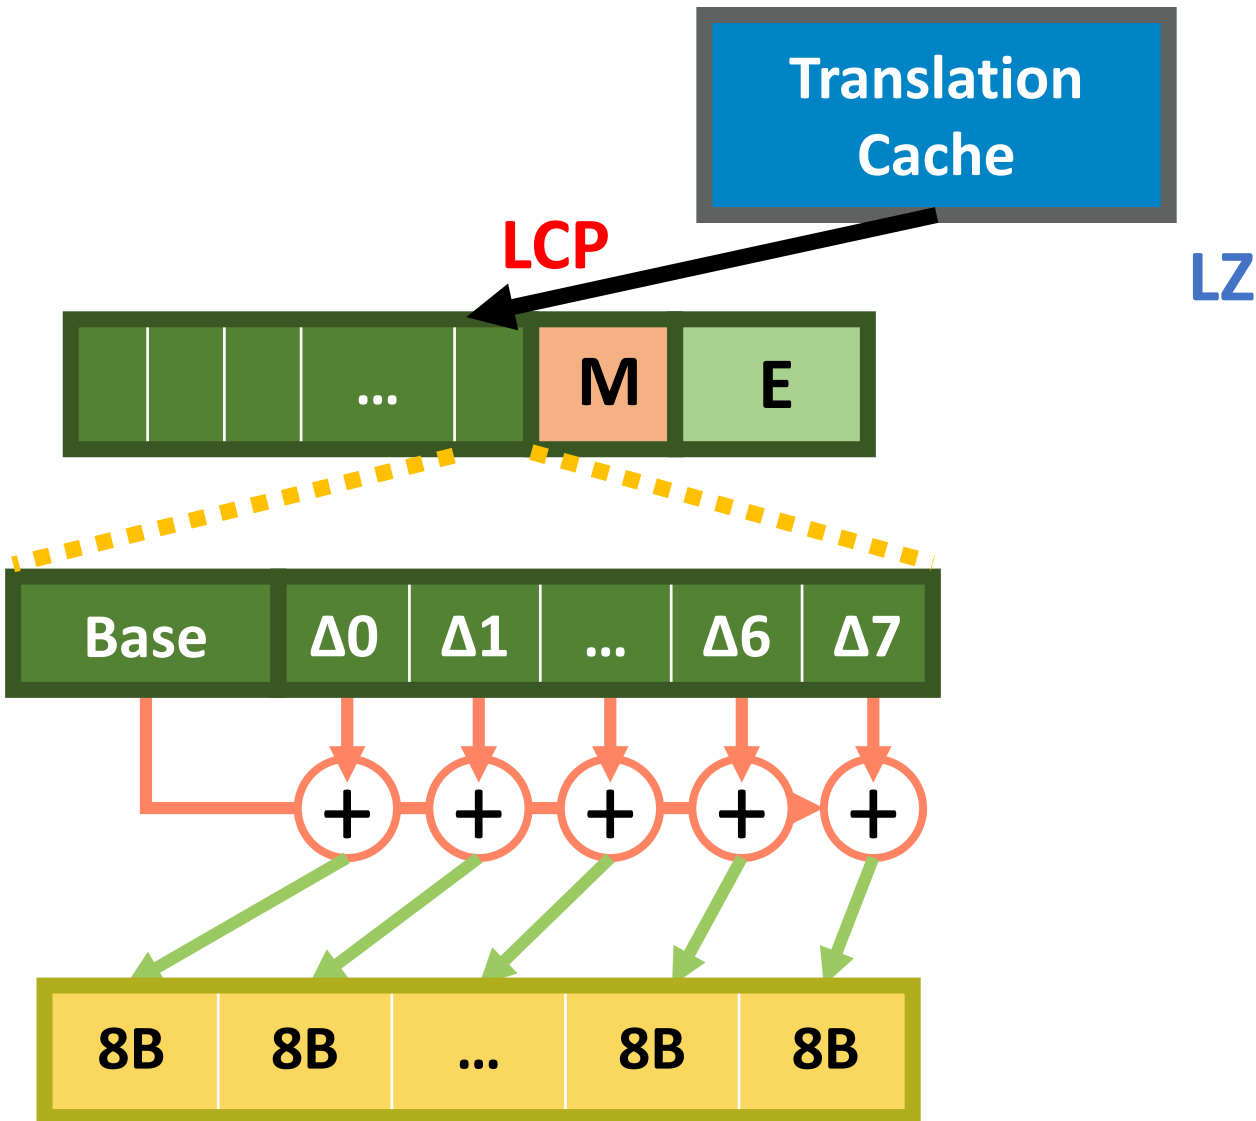 Translation
Cache
LCP
LZ
... M E
Base Δ0 Δ1 ... Δ6 Δ7
+ + + + +
8B 8B ... 8B 8B